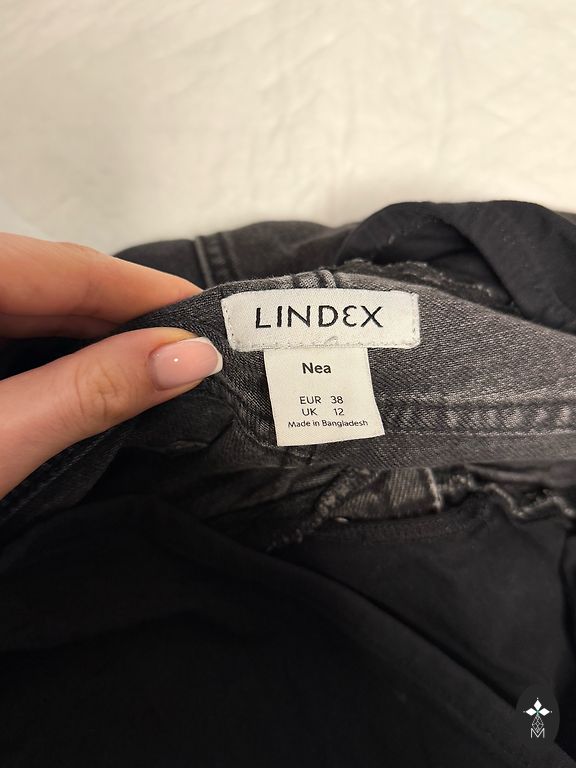 LINDEX
Nea
EUR 38
UK 12
Made in Bangladesh
M